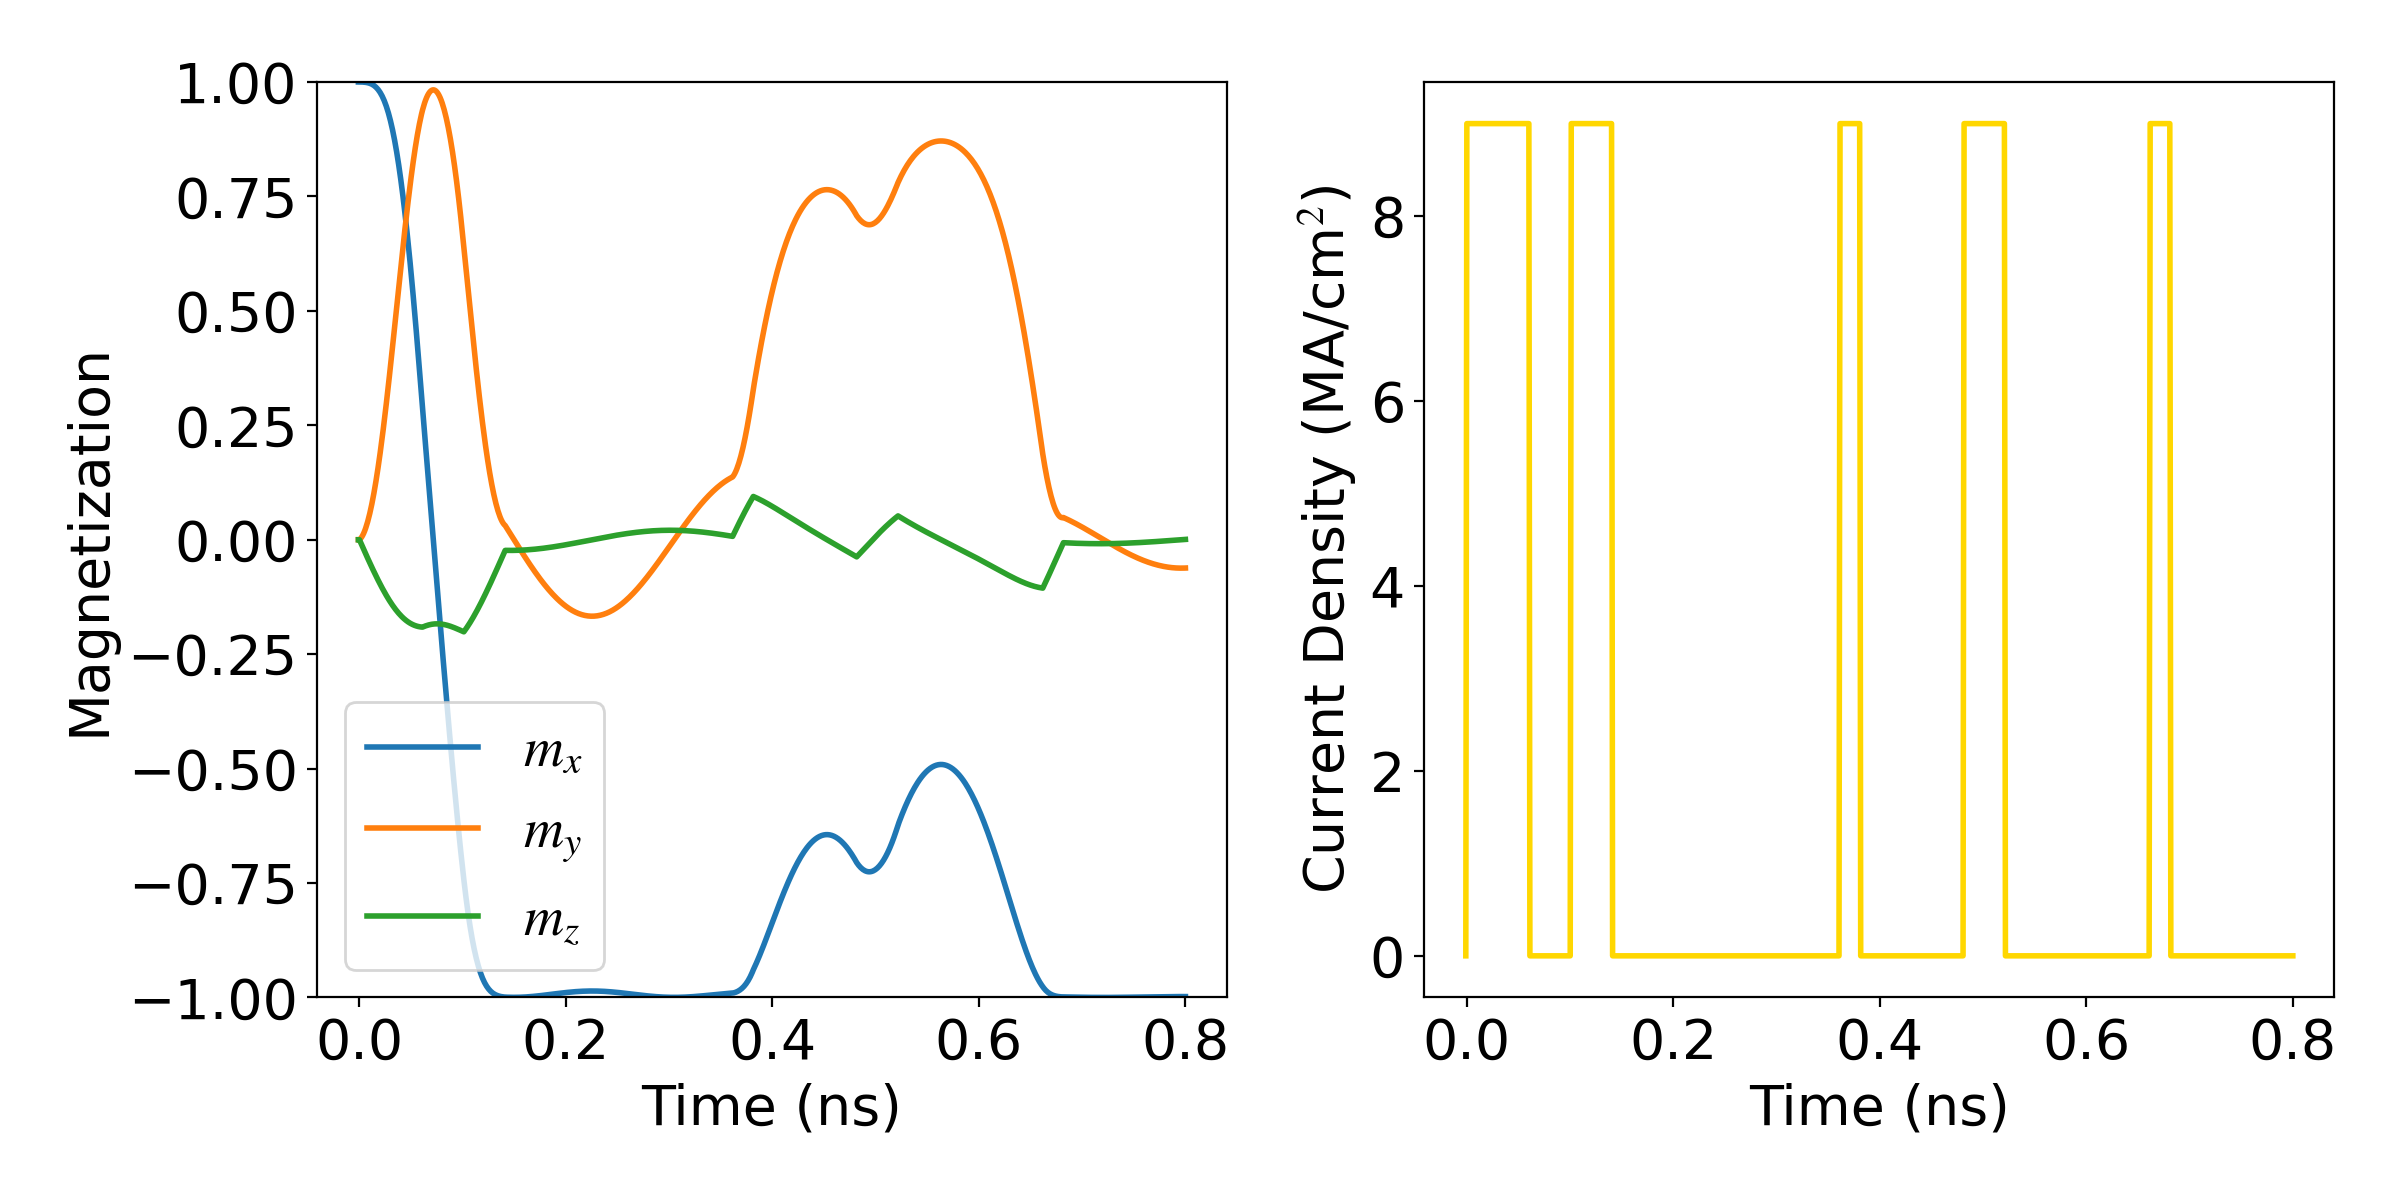 Magnetization
1.00
0.75
0.50
0.25
0.00
−0.25
−0.50
−0.75
−1.00
m_x
m_y
m_z
0.0 0.2 0.4 0.6 0.8
Time (ns)
Current Density (MA/cm²)
8
6
4
2
0
0.0 0.2 0.4 0.6 0.8
Time (ns)